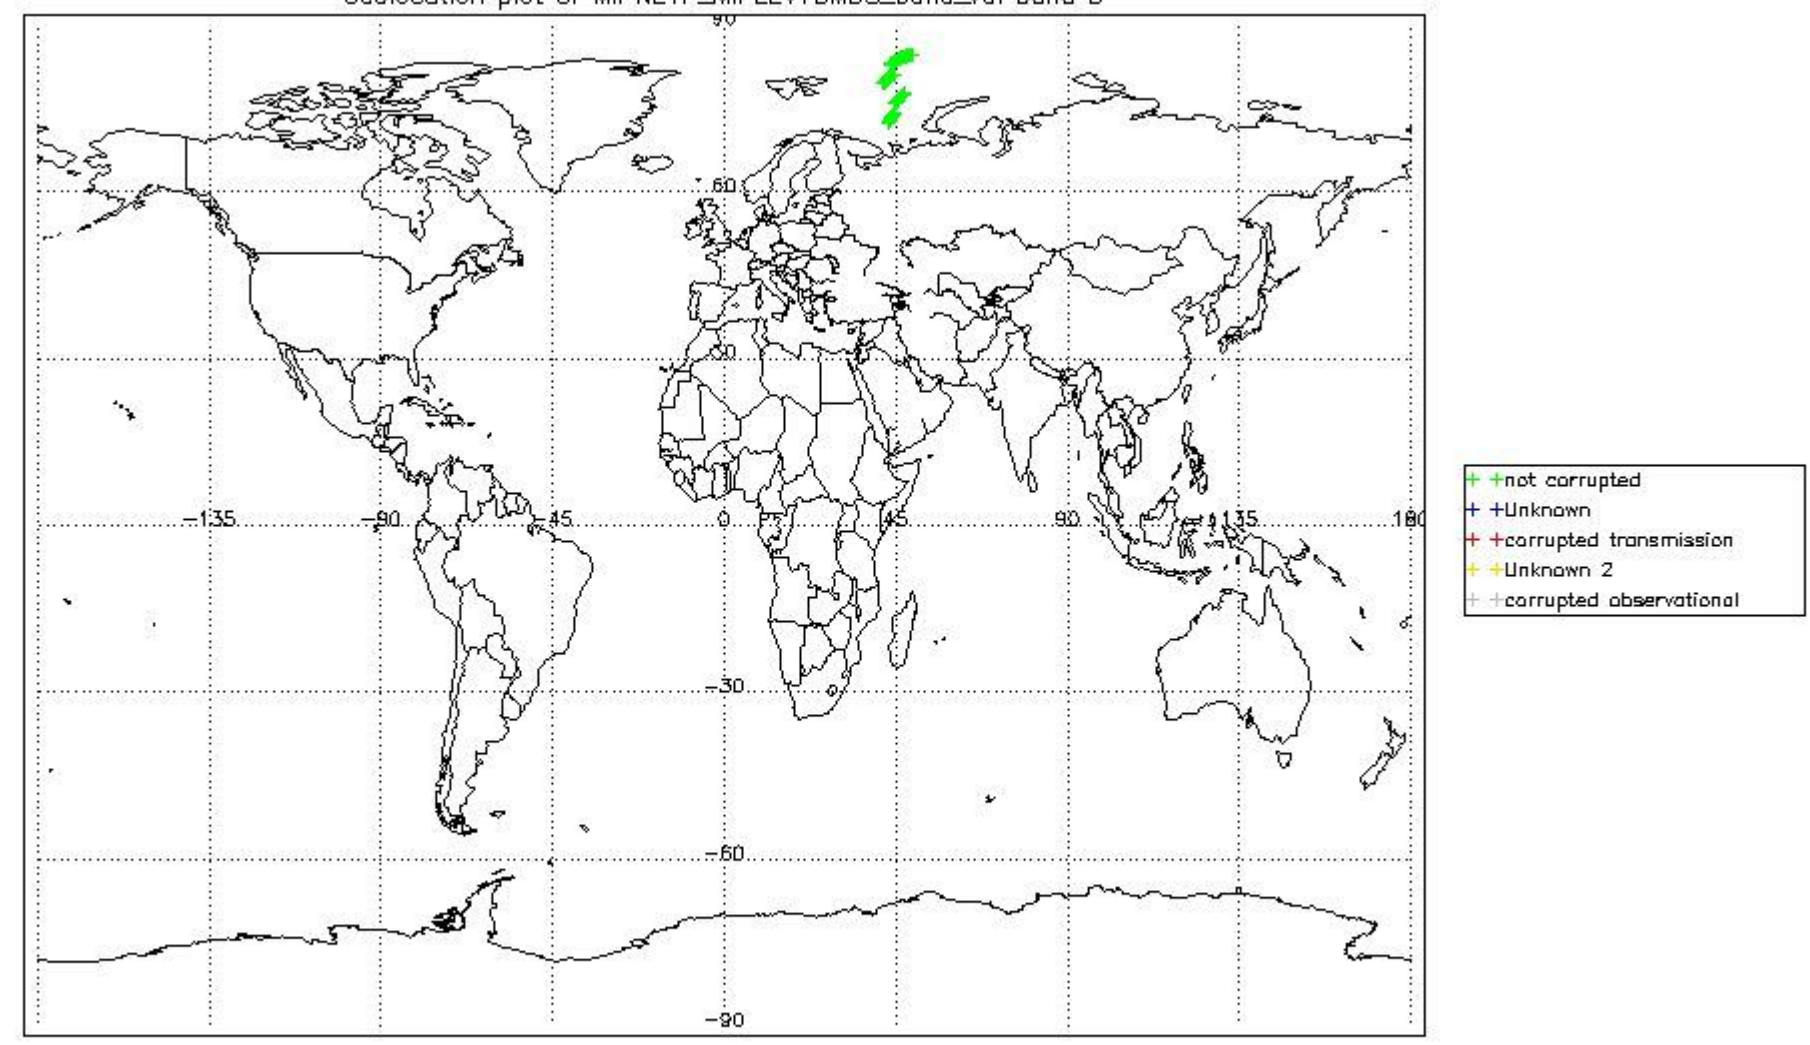 90
60
30
-135
-90
-45
0
45
90
135
180
-30
-60
-90
not corrupted
Unknown
corrupted transmission
Unknown 2
corrupted observational